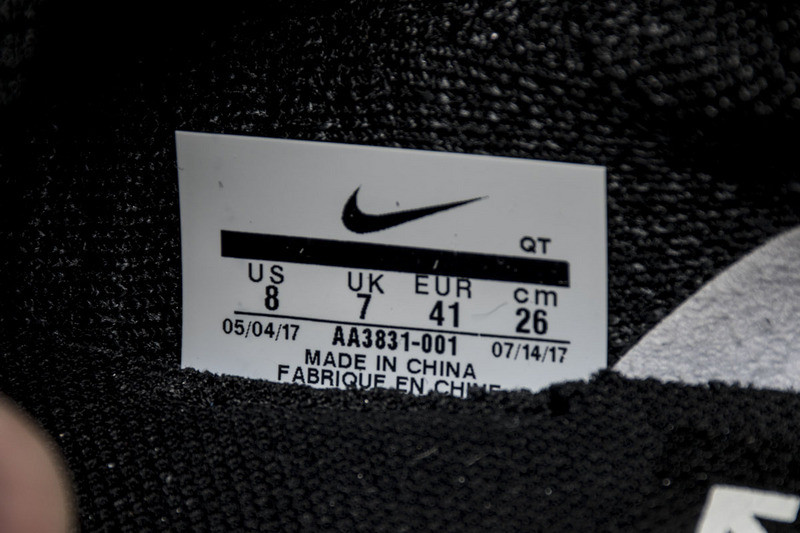 QT
US UK EUR cm
8 7 41 26
05/04/17 AA3831-001 07/14/17
MADE IN CHINA
FABRIQUE EN CHINE